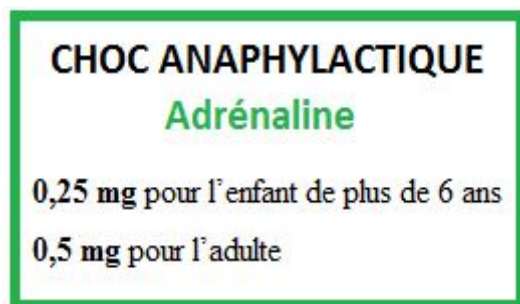 CHOC ANAPHYLACTIQUE
Adrénaline
0,25 mg pour l'enfant de plus de 6 ans
0,5 mg pour l'adulte